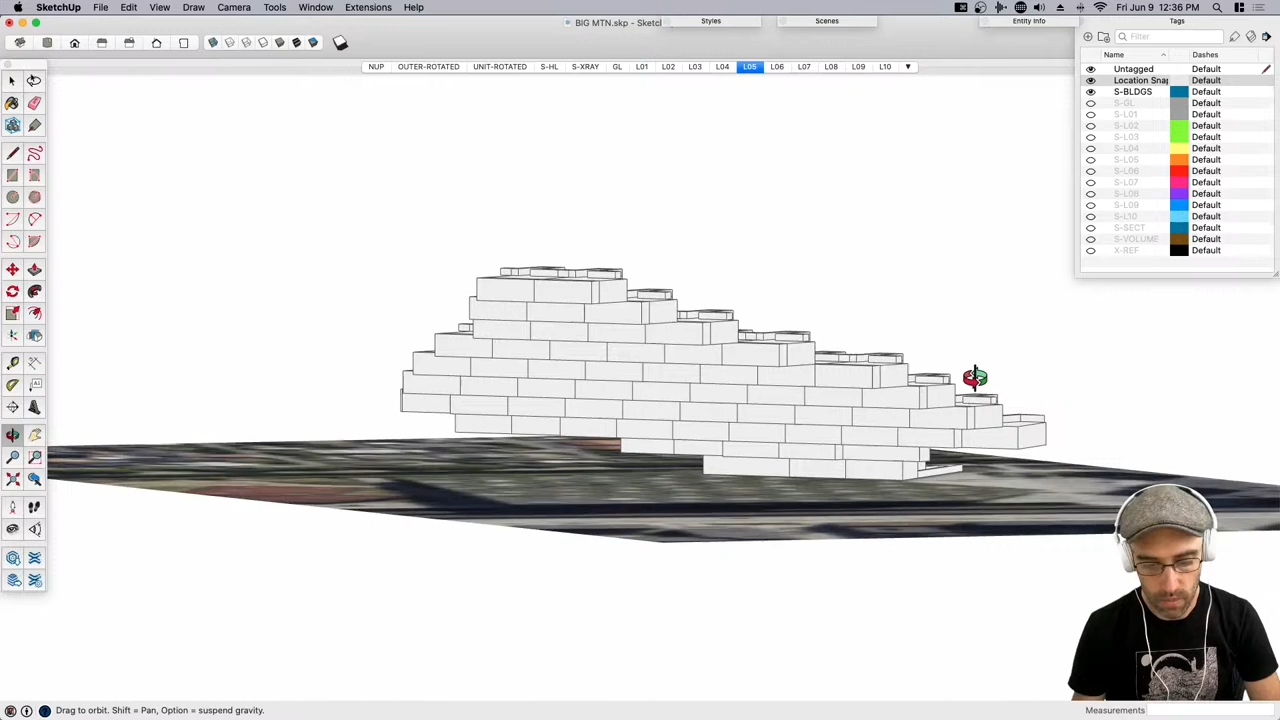 SketchUp File Edit View Draw Camera Tools Window Extensions Help
Fri Jun 9 12:36 PM
BIG MTN.skp - Sketc
Styles
Scenes
Entity Info
Tags
Filter
Name Dashes
NUP OUTER-ROTATED UNIT-ROTATED S-HL S-XRAY GL L01 L02 L03 L04 L05 L06 L07 L08 L09 L10
Untagged Default
Location Snap Default
S-BLDGS Default
S-GL Default
S-L01 Default
S-L02 Default
S-L03 Default
S-L04 Default
S-L05 Default
S-L06 Default
S-L07 Default
S-L08 Default
S-L09 Default
S-L10 Default
S-SECT Default
S-VOLUME Default
X-REF Default
Drag to orbit. Shift = Pan, Option = suspend gravity.
Measurements